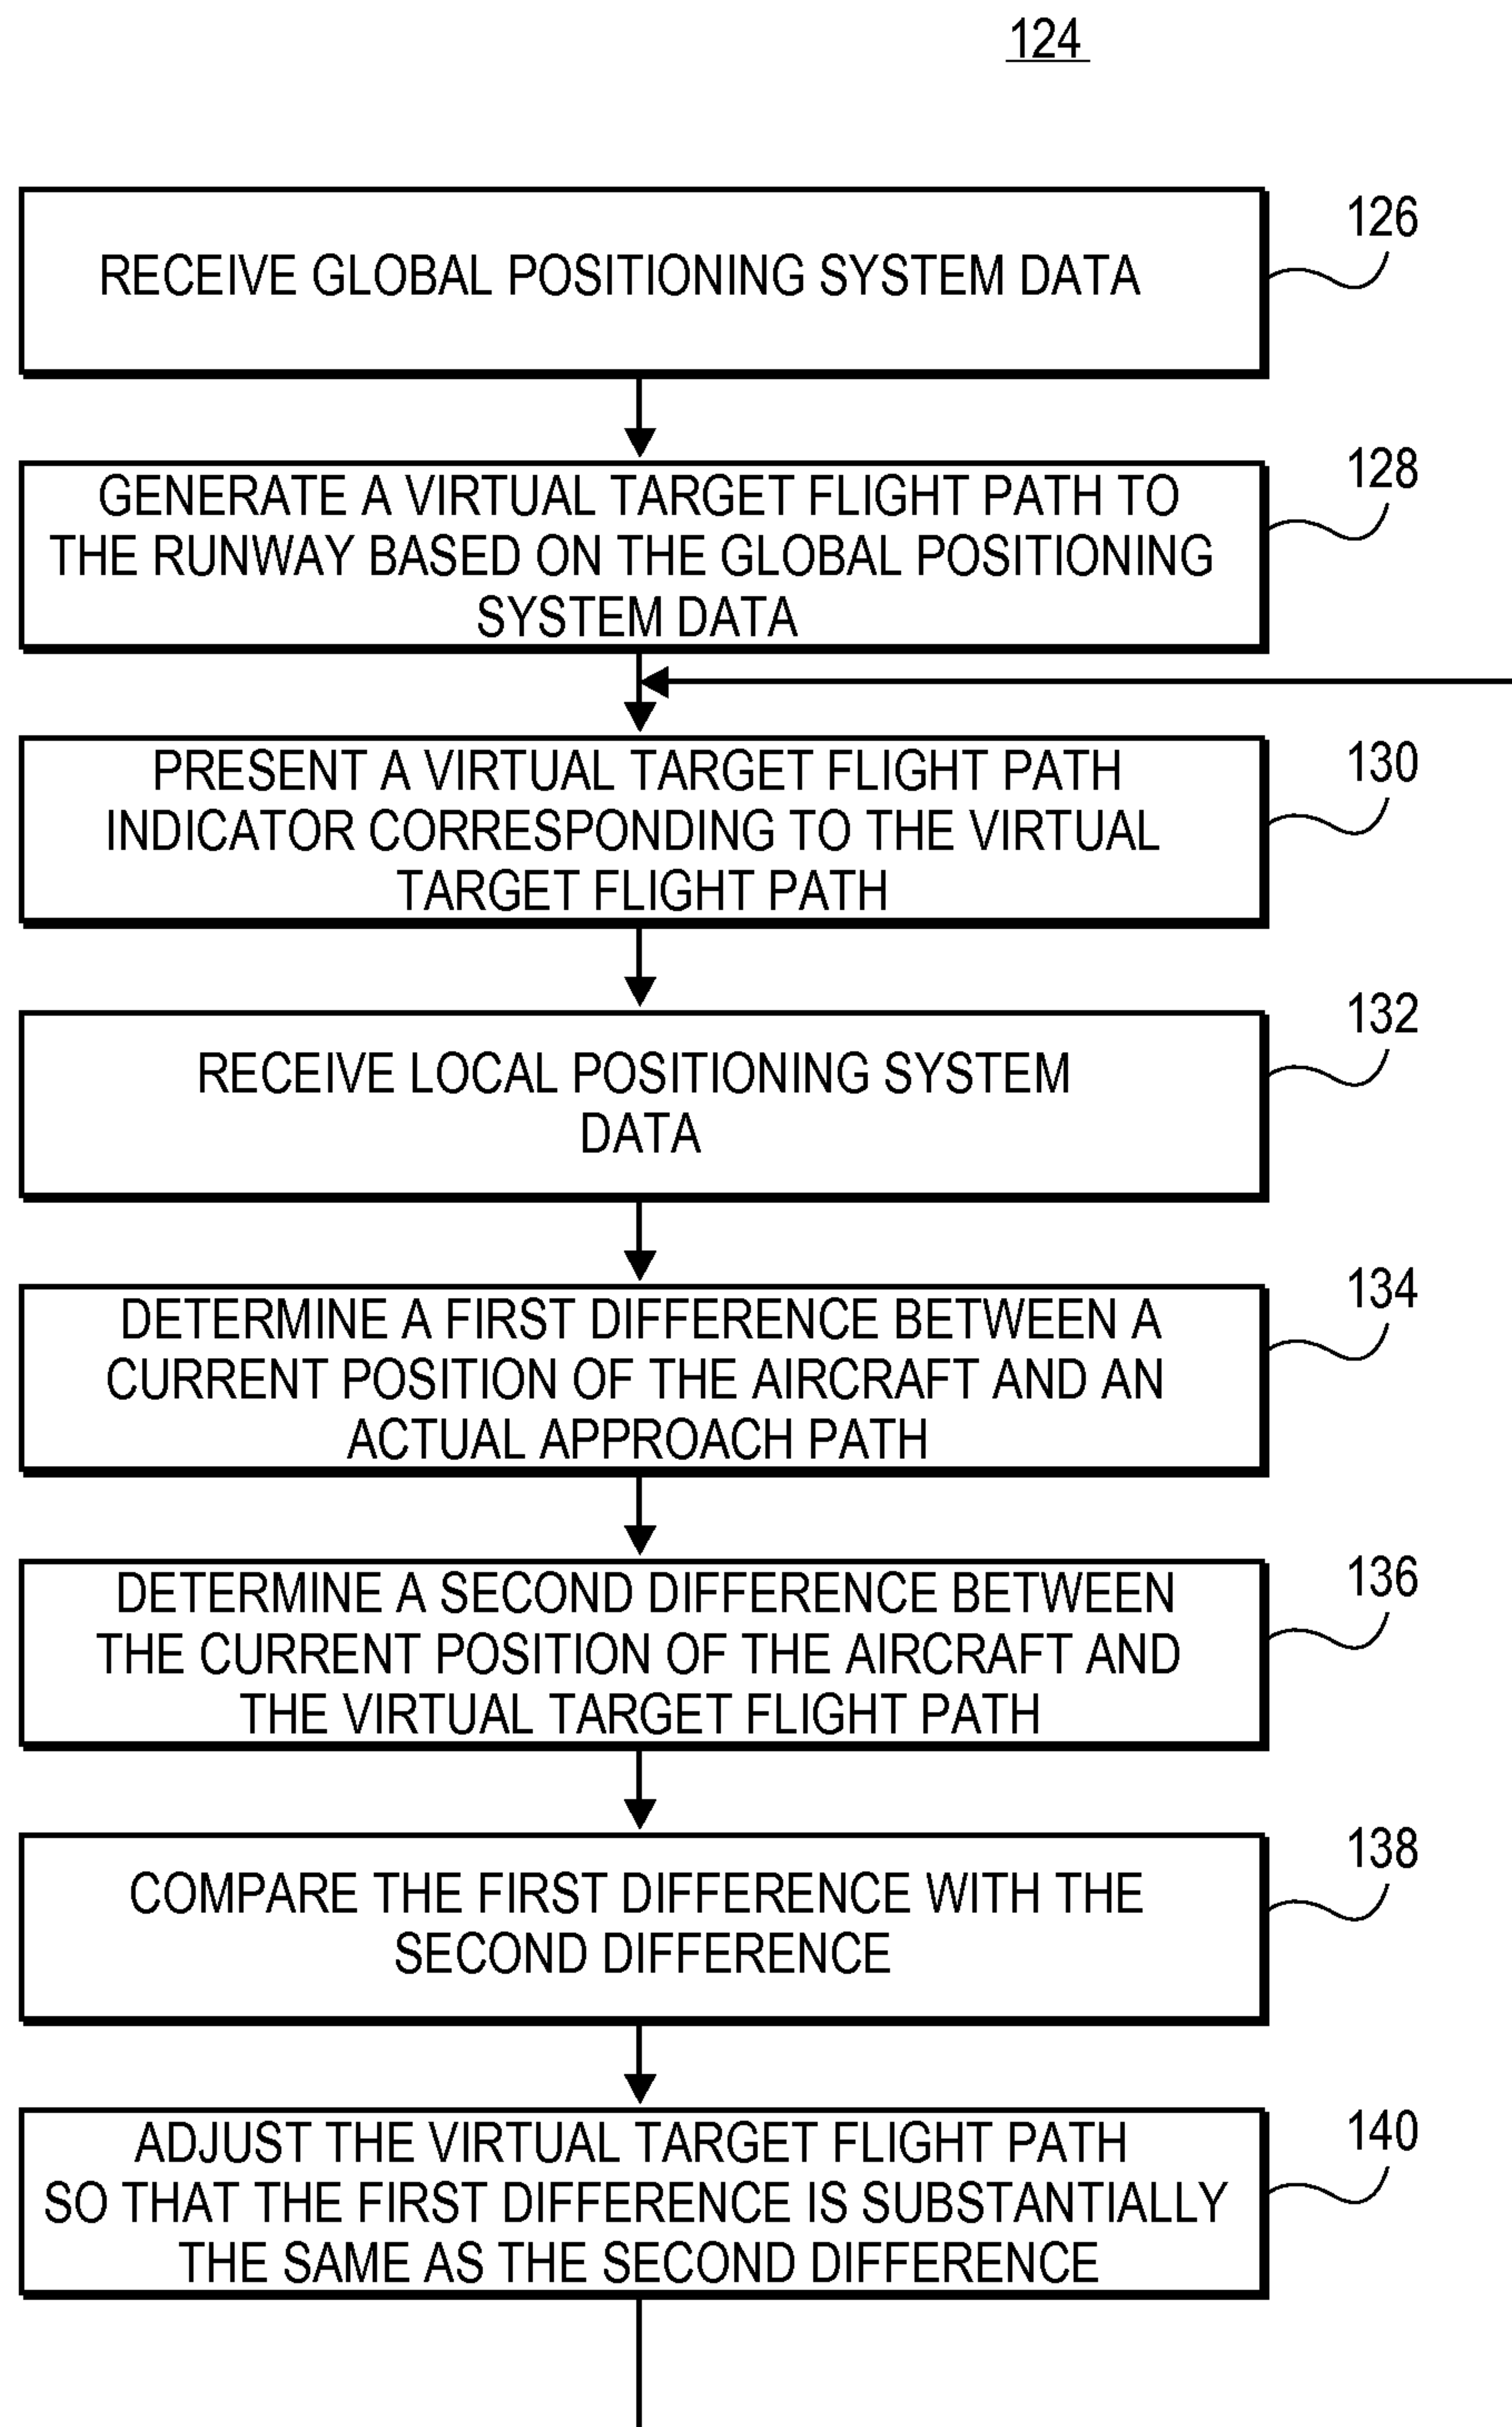 124
RECEIVE GLOBAL POSITIONING SYSTEM DATA
126
GENERATE A VIRTUAL TARGET FLIGHT PATH TO
THE RUNWAY BASED ON THE GLOBAL POSITIONING
SYSTEM DATA
128
PRESENT A VIRTUAL TARGET FLIGHT PATH
INDICATOR CORRESPONDING TO THE VIRTUAL
TARGET FLIGHT PATH
130
RECEIVE LOCAL POSITIONING SYSTEM
DATA
132
DETERMINE A FIRST DIFFERENCE BETWEEN A
CURRENT POSITION OF THE AIRCRAFT AND AN
ACTUAL APPROACH PATH
134
DETERMINE A SECOND DIFFERENCE BETWEEN
THE CURRENT POSITION OF THE AIRCRAFT AND
THE VIRTUAL TARGET FLIGHT PATH
136
COMPARE THE FIRST DIFFERENCE WITH THE
SECOND DIFFERENCE
138
ADJUST THE VIRTUAL TARGET FLIGHT PATH
SO THAT THE FIRST DIFFERENCE IS SUBSTANTIALLY
THE SAME AS THE SECOND DIFFERENCE
140